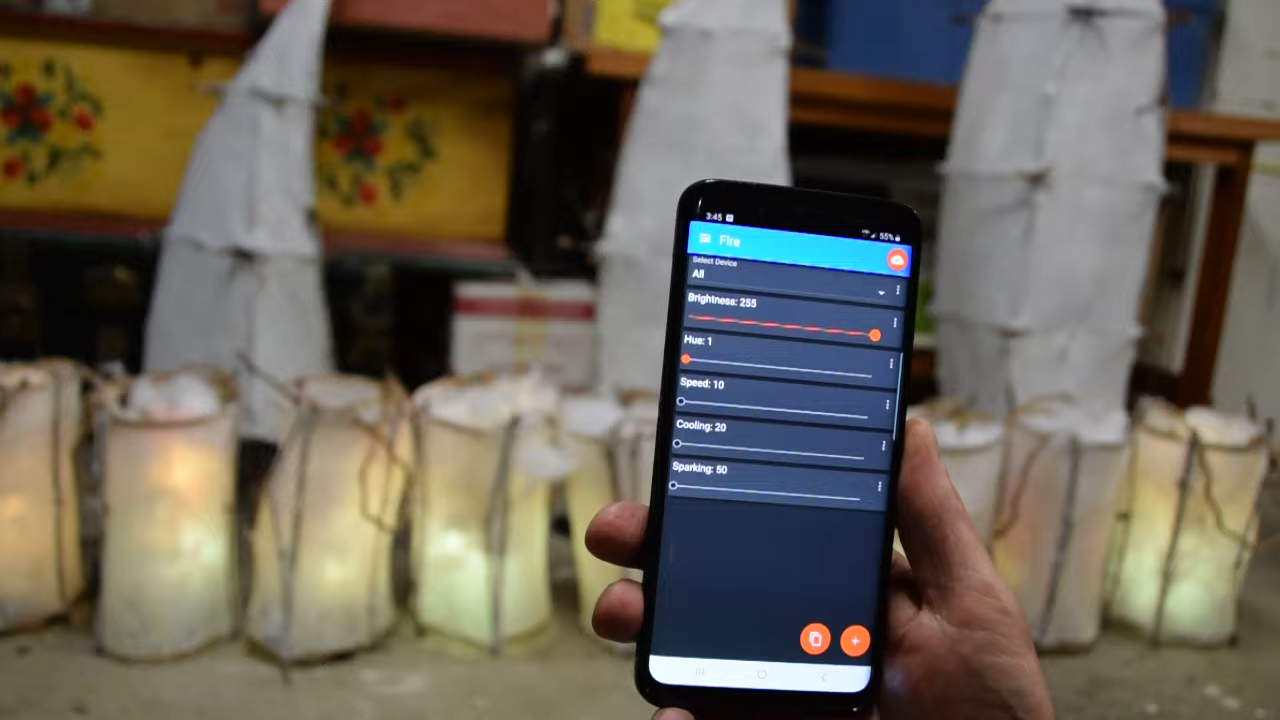 3:45
55%
Fire
Select Device
All
Brightness: 255
Hue: 1
Speed: 10
Cooling: 20
Sparking: 50